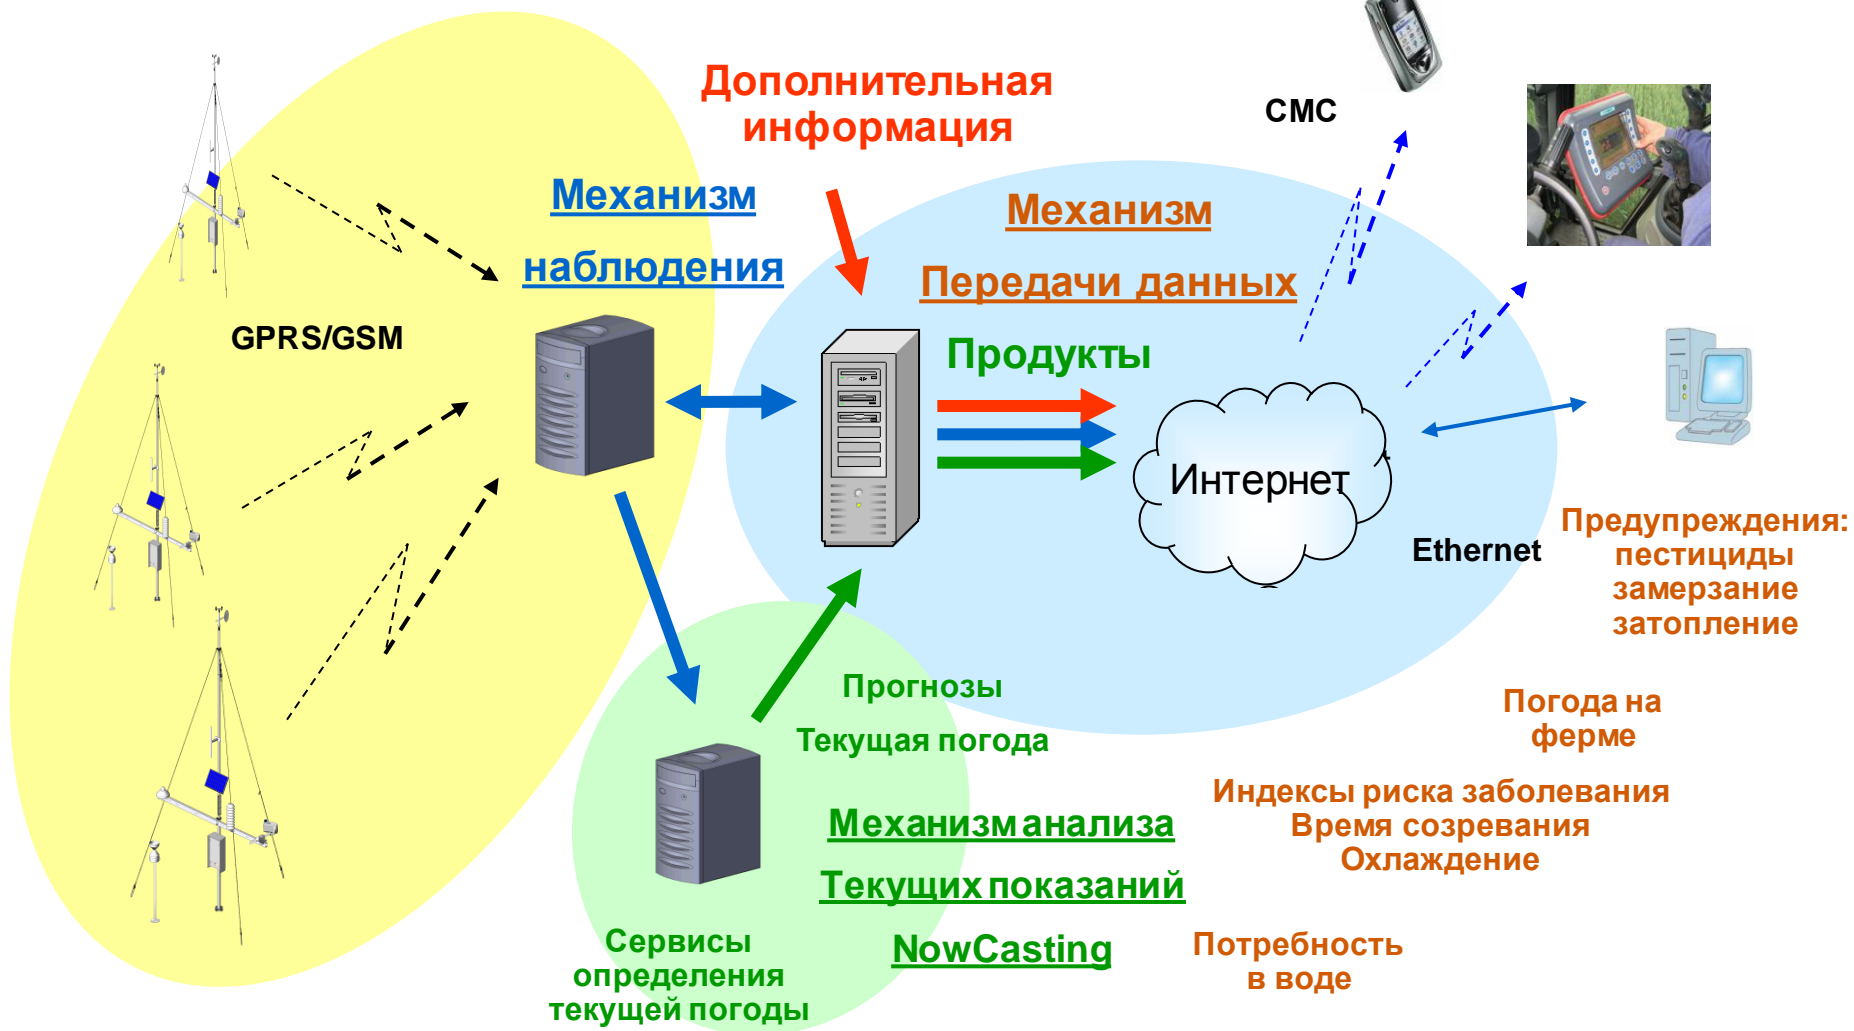 Дополнительная
информация
СМС
Механизм
наблюдения
Механизм
Передачи данных
GPRS/GSM
Продукты
Интернет
Ethernet
Предупреждения:
пестициды
замерзание
затопление
Прогнозы
Текущая погода
Погода на
ферме
Механизм анализа
Текущих показаний
NowCasting
Индексы риска заболевания
Время созревания
Охлаждение
Сервисы
определения
текущей погоды
Потребность
в воде